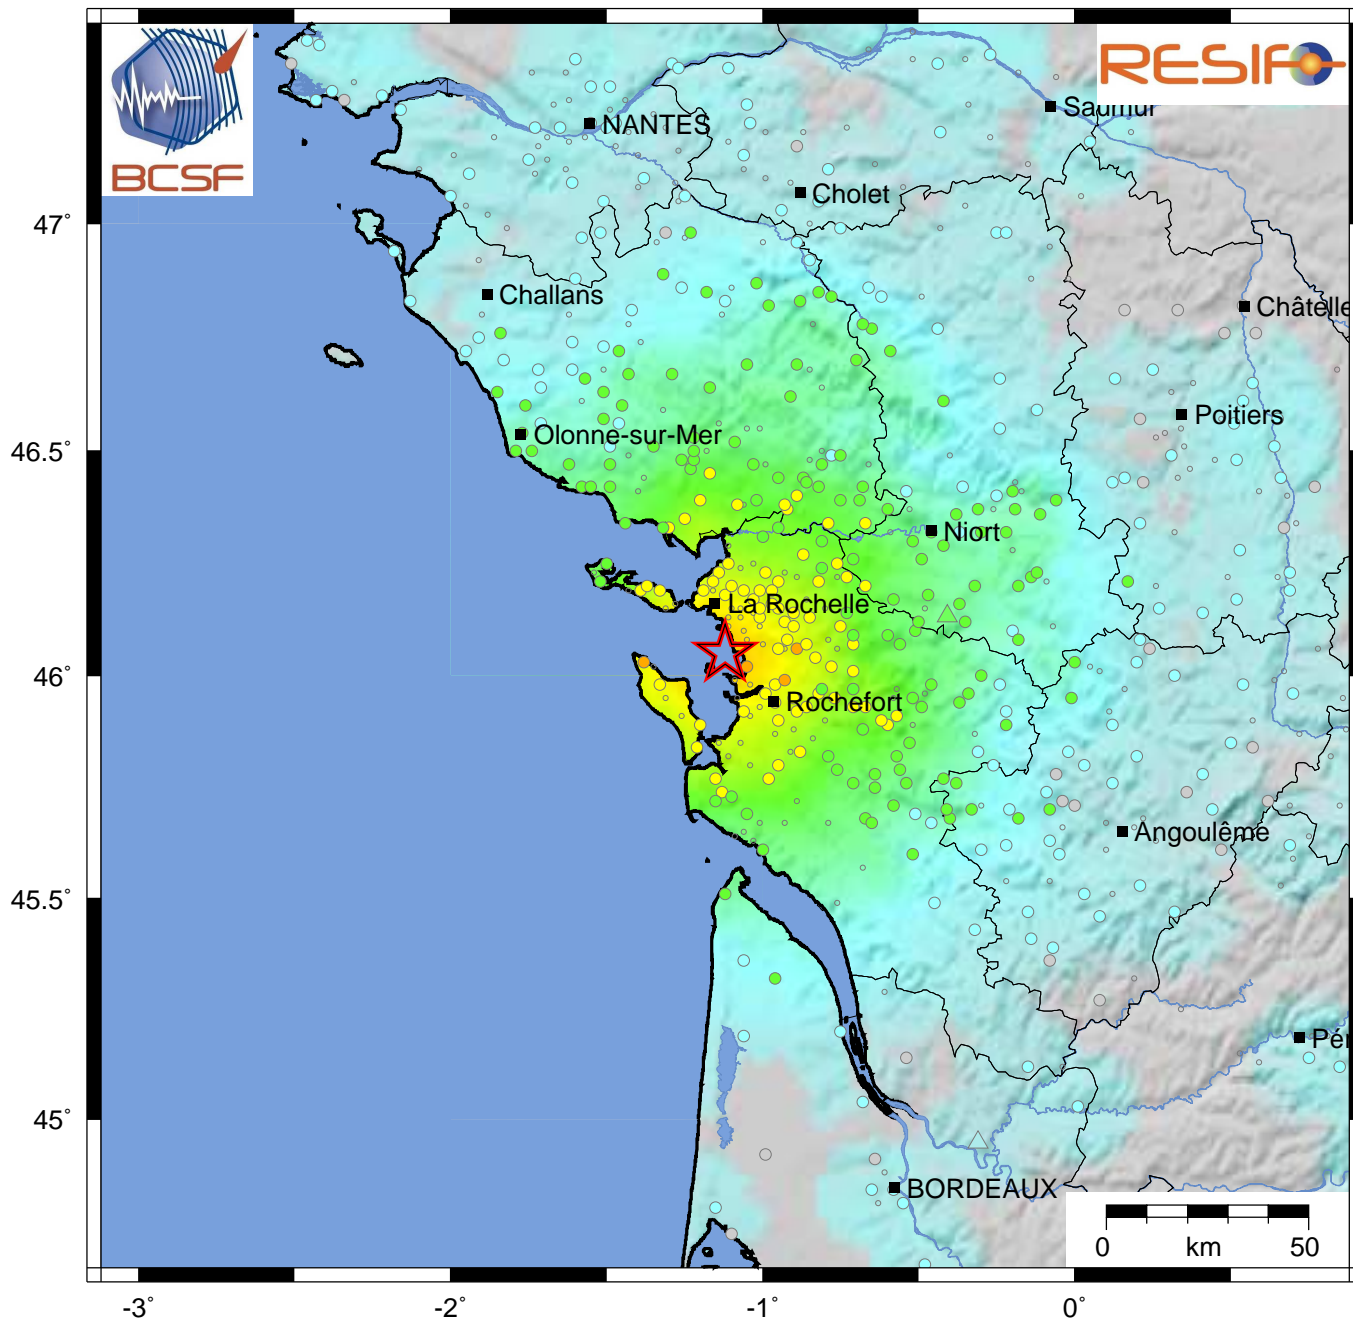 BCSF
RESIF
NANTES
Saumur
Cholet
47°
Challans
Châtelle
Poitiers
Olonne-sur-Mer
46.5°
Niort
La Rochelle
46°
Rochefort
Angoulême
45.5°
Pér
45°
BORDEAUX
0 km 50
-3° -2° -1° 0°